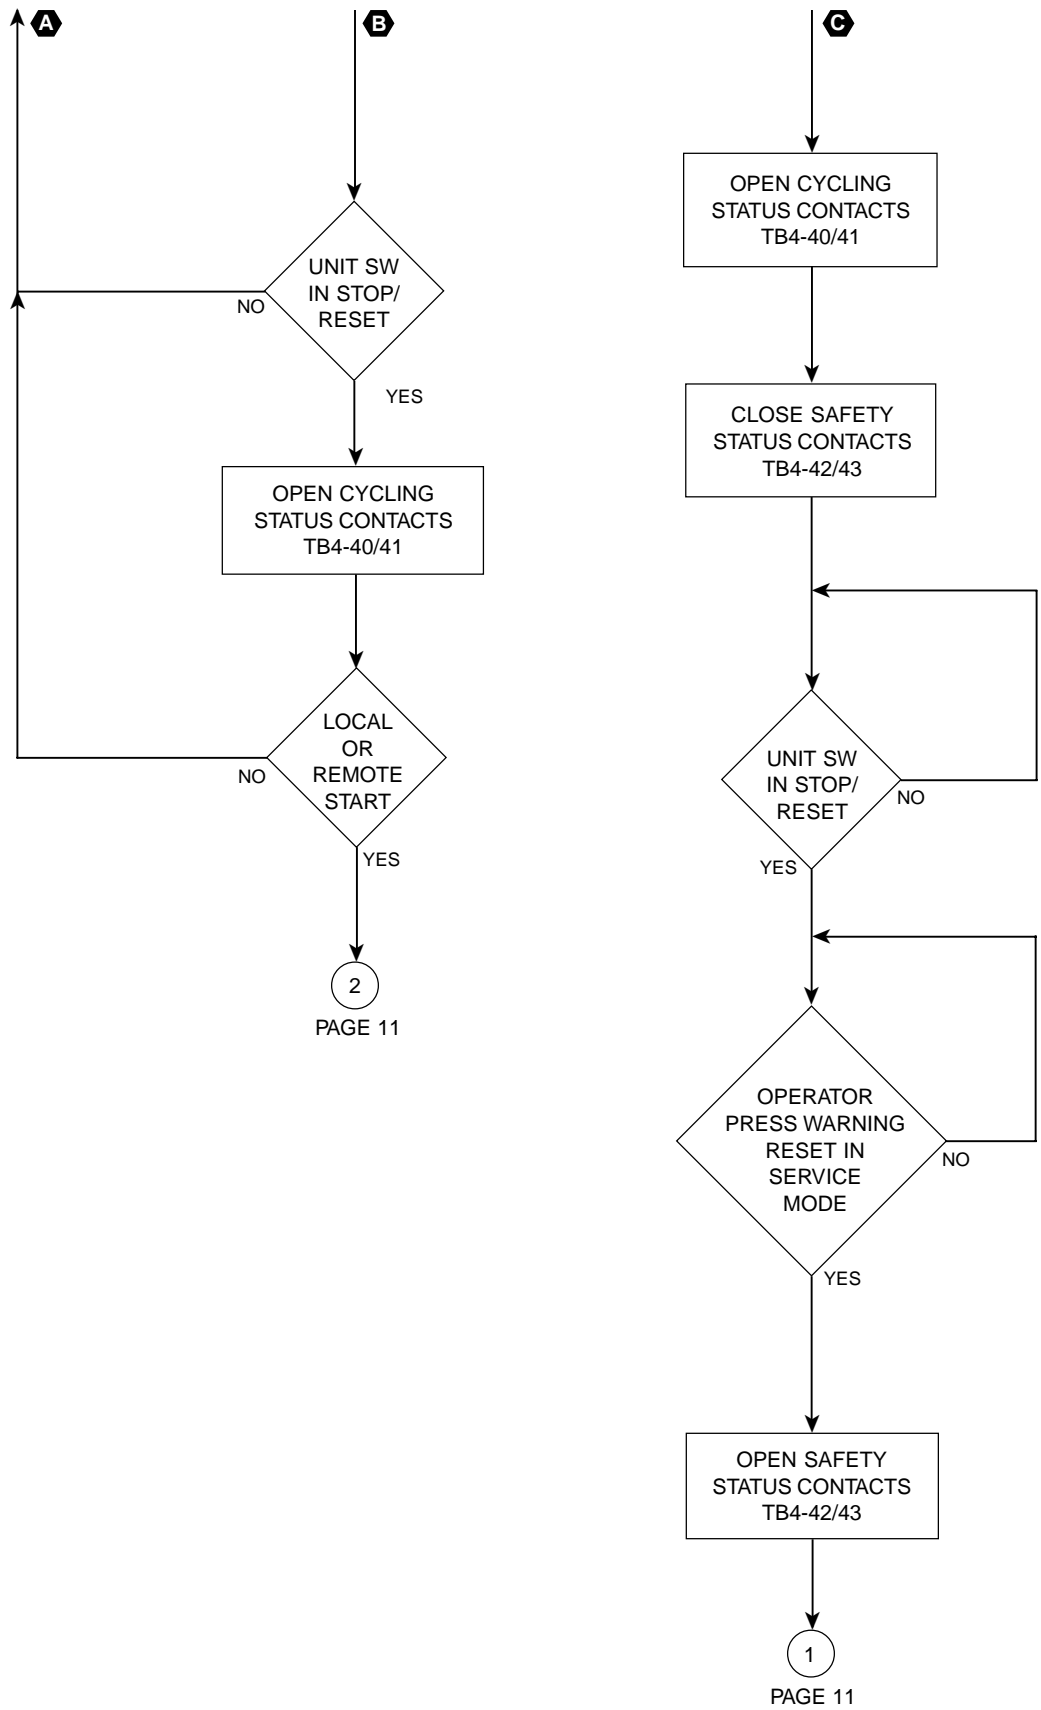 A
B
UNIT SW
IN STOP/
RESET
NO
YES
OPEN CYCLING
STATUS CONTACTS
TB4-40/41
LOCAL
OR
REMOTE
START
NO
YES
2
PAGE 11
C
OPEN CYCLING
STATUS CONTACTS
TB4-40/41
CLOSE SAFETY
STATUS CONTACTS
TB4-42/43
UNIT SW
IN STOP/
RESET
NO
YES
OPERATOR
PRESS WARNING
RESET IN
SERVICE
MODE
NO
YES
OPEN SAFETY
STATUS CONTACTS
TB4-42/43
1
PAGE 11